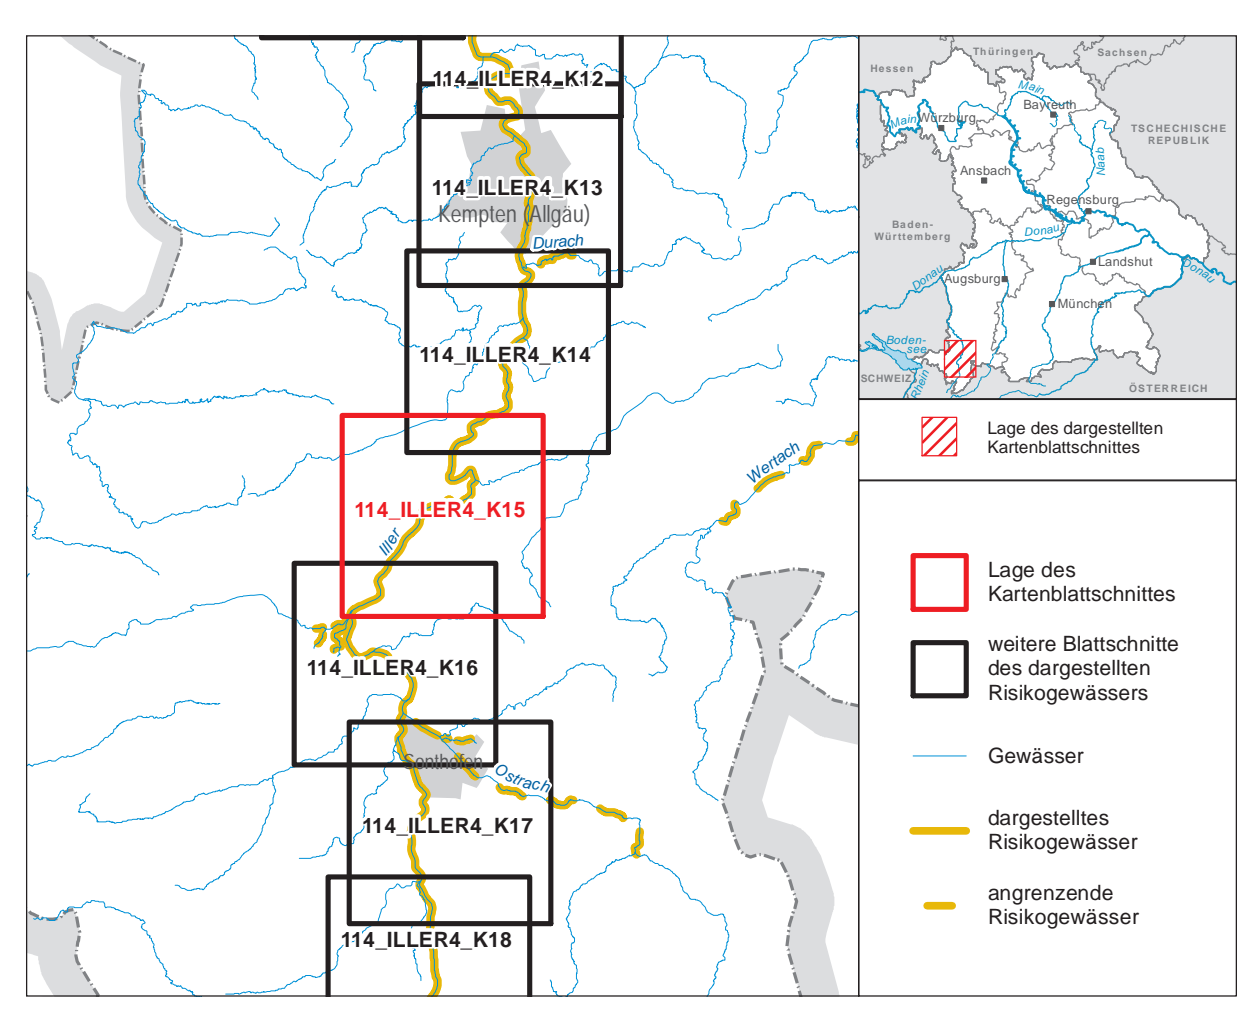 114_ILLER4_K12
114_ILLER4_K13
Kempten (Allgäu)
Durach
114_ILLER4_K14
Wertach
114_ILLER4_K15
Iller
114_ILLER4_K16
Sonthofen
Ostrach
114_ILLER4_K17
114_ILLER4_K18
Thüringen
Sachsen
Hessen
Main
Bayreuth
Main
Würzburg
TSCHECHISCHE
REPUBLIK
Naab
Ansbach
Regensburg
Baden-
Württemberg
Donau
Landshut
Donau
Donau
Augsburg
München
Boden-
see
SCHWEIZ
Rhein
ÖSTERREICH
Lage des dargestellten
Kartenblattschnittes
Lage des
Kartenblattschnittes
weitere Blattschnitte
des dargestellten
Risikogewässers
Gewässer
dargestelltes
Risikogewässer
angrenzende
Risikogewässer